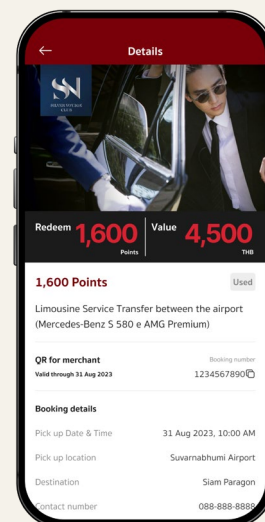 Details
SN
SILVER VOYAGE
CLUB
Redeem 1,600 Points
Value 4,500 THB
1,600 Points Used
Limousine Service Transfer between the airport
(Mercedes-Benz S 580 e AMG Premium)
QR for merchant Booking number
Valid through 31 Aug 2023 1234567890
Booking details
Pick up Date & Time 31 Aug 2023, 10:00 AM
Pick up location Suvarnabhumi Airport
Destination Siam Paragon
Contact number 088-888-8888